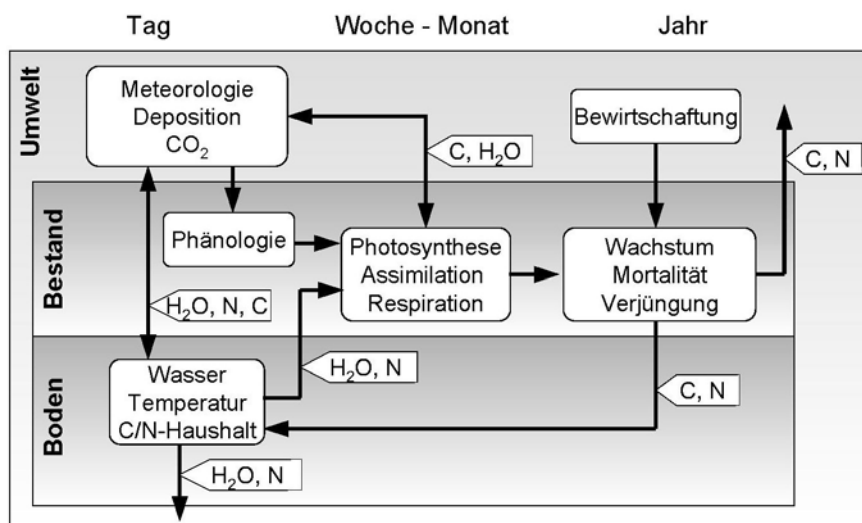 Tag
Woche - Monat
Jahr
Umwelt
Meteorologie
Deposition
CO₂
Bewirtschaftung
C, H₂O
C, N
Bestand
Phänologie
Photosynthese
Assimilation
Respiration
Wachstum
Mortalität
Verjüngung
H₂O, N, C
Boden
Wasser
Temperatur
C/N-Haushalt
H₂O, N
C, N
H₂O, N